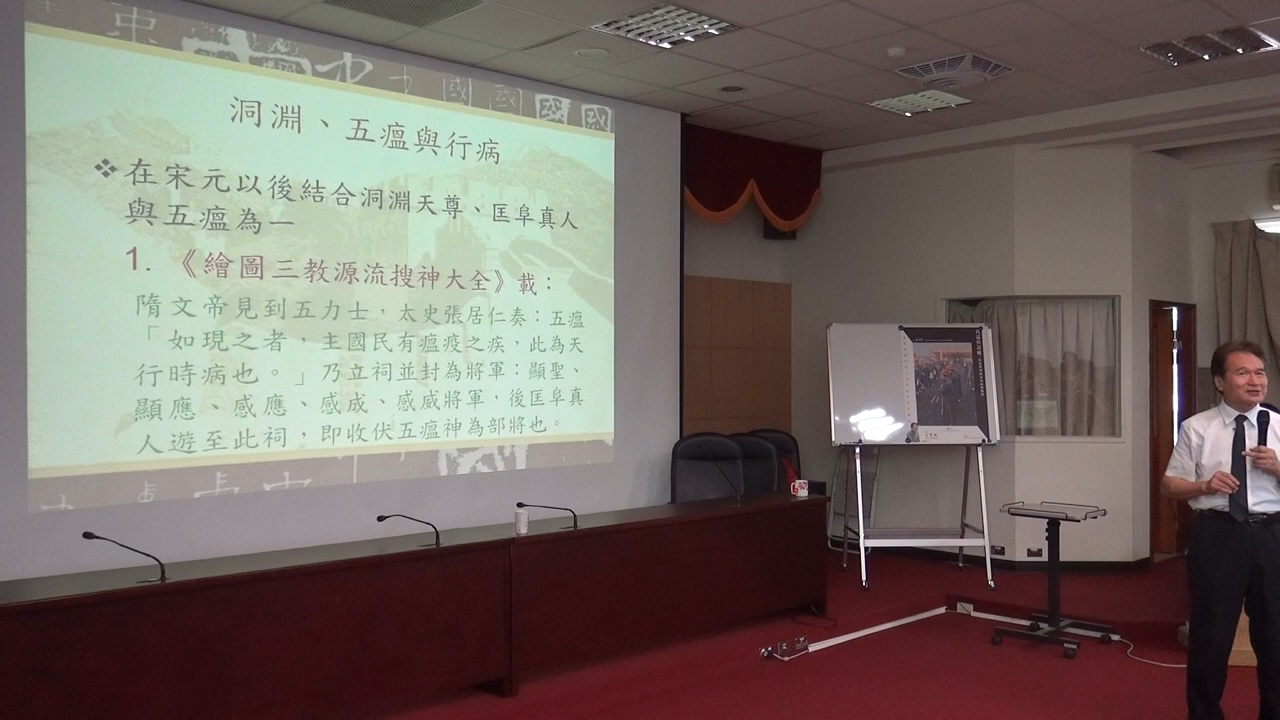 洞淵、五瘟與行病
❖在宋元以後結合洞淵天尊、匡阜真人
與五瘟為一
1. 《繪圖三教源流搜神大全》載：
隋文帝見到五力士，太史張居仁奏：五瘟
「如現之者，主國民有瘟疫之疾，此為天
行時病也。」乃立祠並封為將軍：顯聖、
顯應、感應、感成、感威將軍，後匡阜真
人遊至此祠，即收伏五瘟神為部將也。
中國